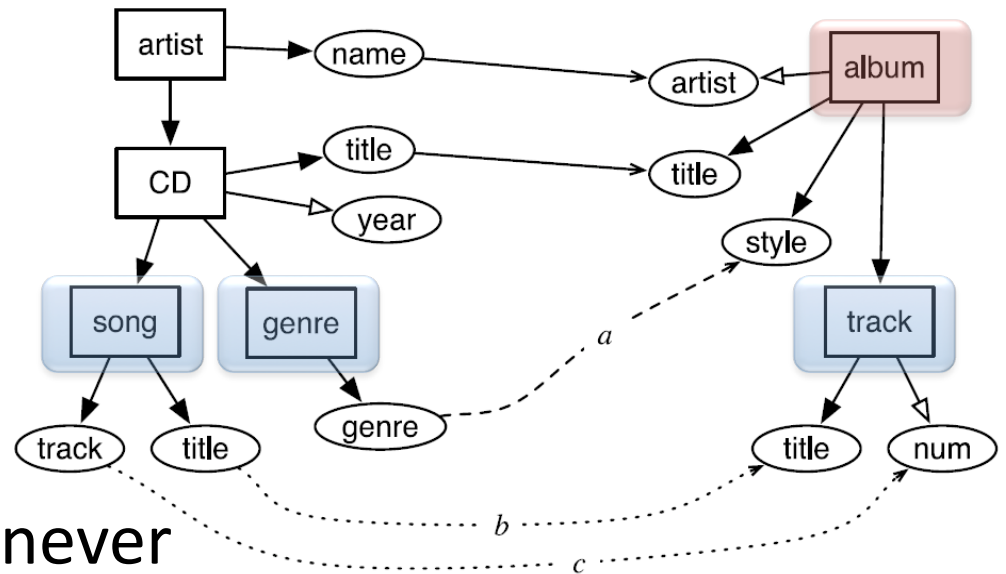 artist
name
artist
album
CD
title
title
year
style
song
genre
track
a
genre
track
title
title
num
b
never
c